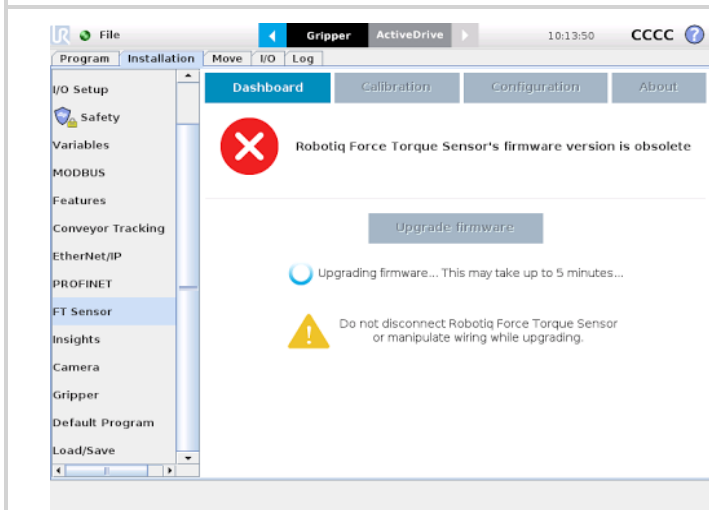 UR File Gripper ActiveDrive 10:13:50 CCCC ?
Program Installation Move I/O Log
I/O Setup
Safety
Variables
MODBUS
Features
Conveyor Tracking
EtherNet/IP
PROFINET
FT Sensor
Insights
Camera
Gripper
Default Program
Load/Save
Dashboard Calibration Configuration About
Robotiq Force Torque Sensor's firmware version is obsolete
Upgrade firmware
Upgrading firmware... This may take up to 5 minutes...
Do not disconnect Robotiq Force Torque Sensor
or manipulate wiring while upgrading.